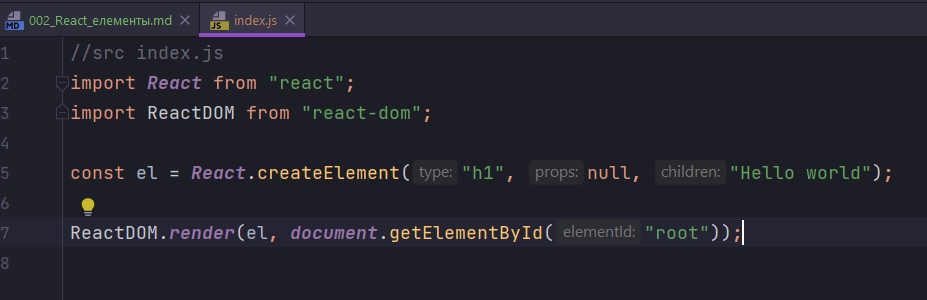 MD 002_React_елементы.md × JS index.js ×
1 //src index.js
2 import React from "react";
3 import ReactDOM from "react-dom";
4
5 const el = React.createElement( type: "h1", props: null, children: "Hello world");
6
7 ReactDOM.render(el, document.getElementById( elementId: "root"));
8